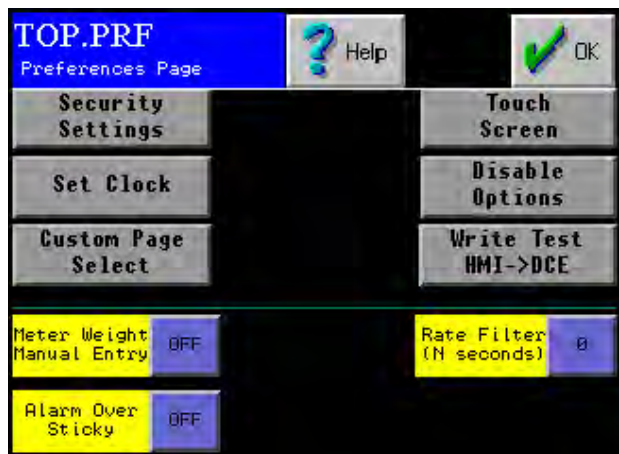 TOP.PRF
Preferences Page
Help
OK
Security
Settings
Touch
Screen
Set Clock
Disable
Options
Custom Page
Select
Write Test
HMI->DCE
Meter Weight
Manual Entry
OFF
Rate Filter
(N seconds)
0
Alarm Over
Sticky
OFF